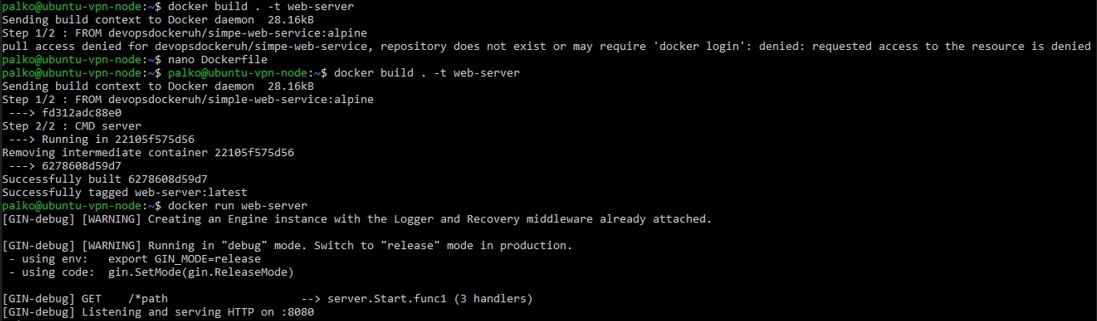 palko@ubuntu-vpn-node:~$ docker build . -t web-server
Sending build context to Docker daemon  28.16kB
Step 1/2 : FROM devopsdockeruh/simpe-web-service:alpine
pull access denied for devopsdockeruh/simpe-web-service, repository does not exist or may require 'docker login': denied: requested access to the resource is denied
palko@ubuntu-vpn-node:~$ nano Dockerfile
palko@ubuntu-vpn-node:~$ palko@ubuntu-vpn-node:~$ docker build . -t web-server
Sending build context to Docker daemon  28.16kB
Step 1/2 : FROM devopsdockeruh/simple-web-service:alpine
 ---> fd312adc88e0
Step 2/2 : CMD server
 ---> Running in 22105f575d56
Removing intermediate container 22105f575d56
 ---> 6278608d59d7
Successfully built 6278608d59d7
Successfully tagged web-server:latest
palko@ubuntu-vpn-node:~$ docker run web-server
[GIN-debug] [WARNING] Creating an Engine instance with the Logger and Recovery middleware already attached.

[GIN-debug] [WARNING] Running in "debug" mode. Switch to "release" mode in production.
 - using env:   export GIN_MODE=release
 - using code:  gin.SetMode(gin.ReleaseMode)

[GIN-debug] GET    /*path                    --> server.Start.func1 (3 handlers)
[GIN-debug] Listening and serving HTTP on :8080